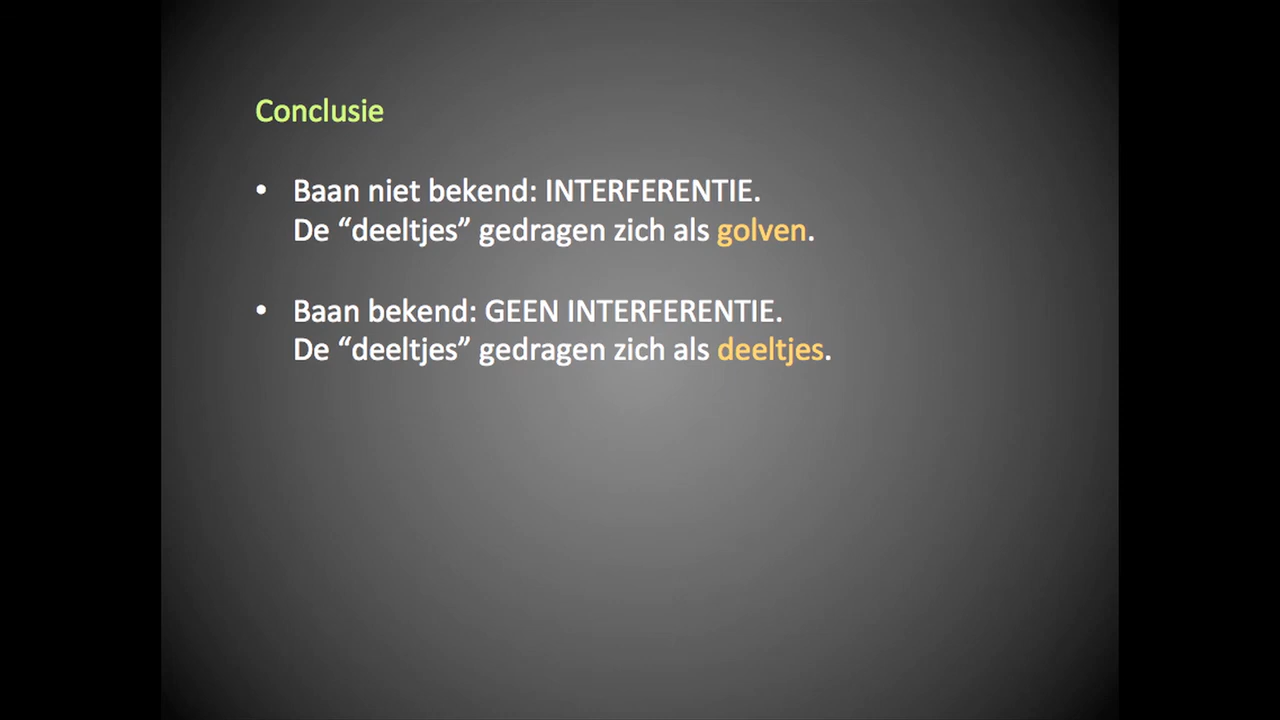 Conclusie
• Baan niet bekend: INTERFERENTIE.
De “deeltjes” gedragen zich als golven.
• Baan bekend: GEEN INTERFERENTIE.
De “deeltjes” gedragen zich als deeltjes.